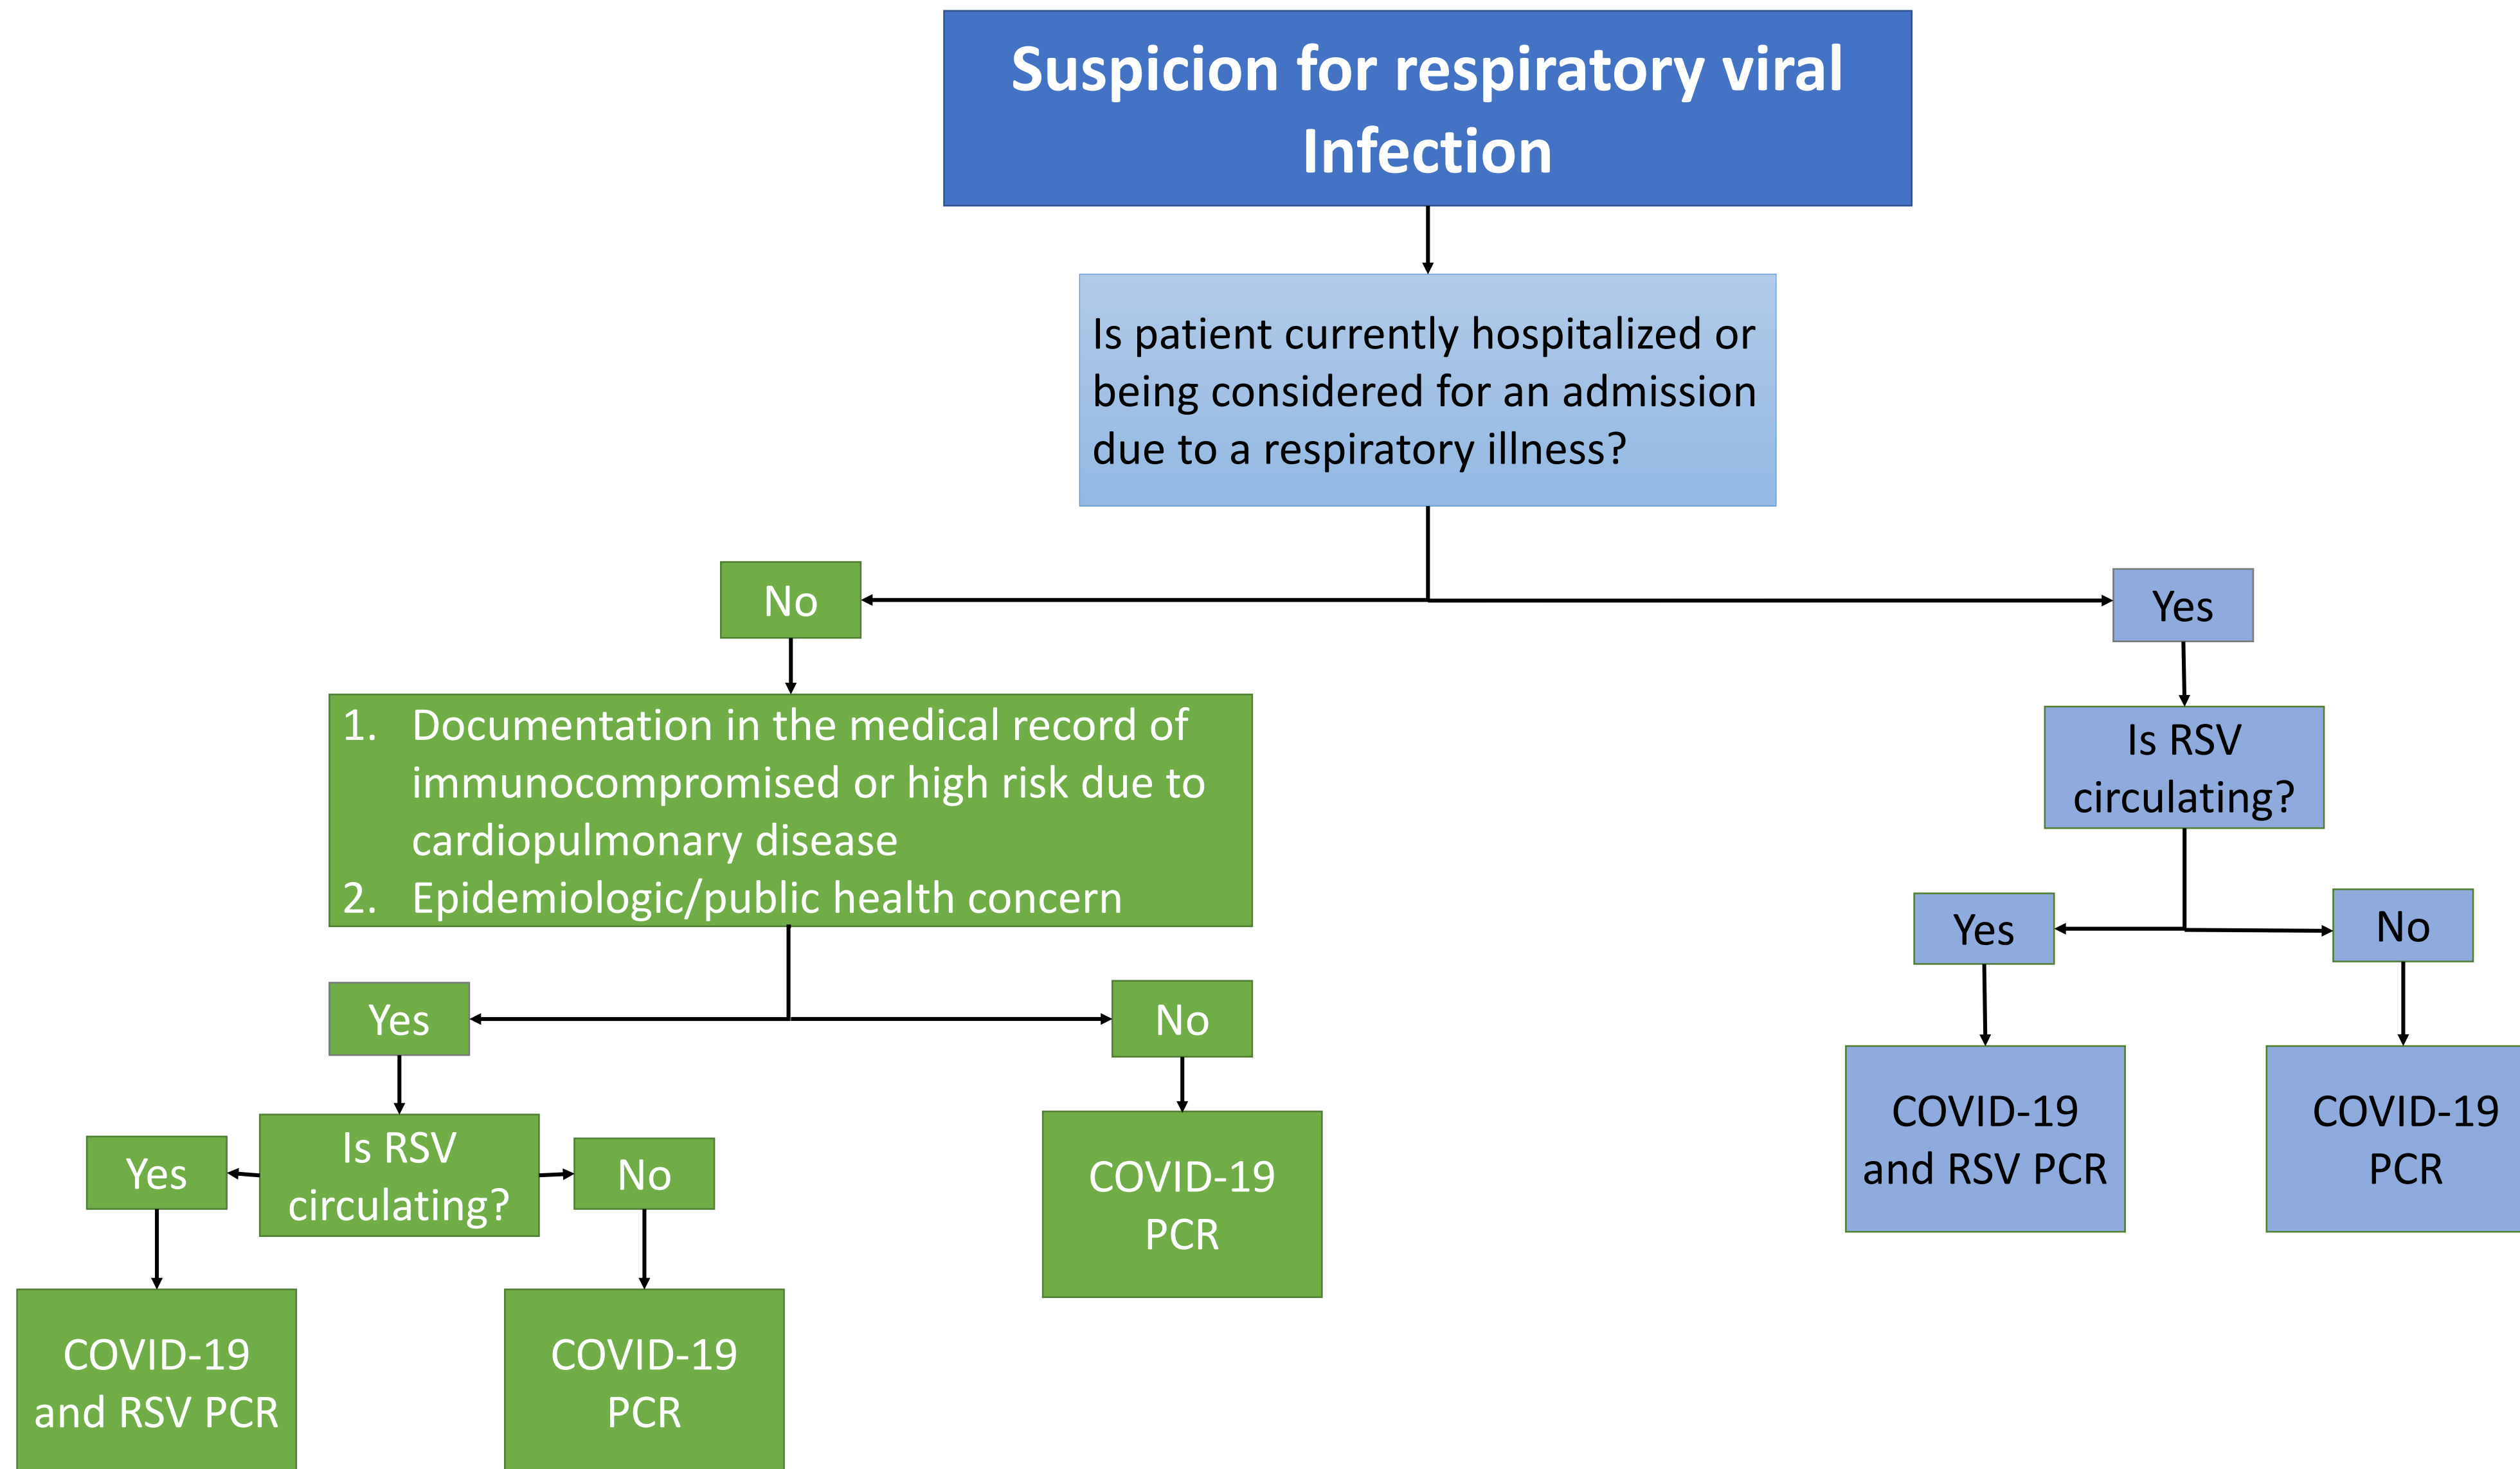 Suspicion for respiratory viral
Infection
Is patient currently hospitalized or
being considered for an admission
due to a respiratory illness?
No
Yes
1. Documentation in the medical record of
immunocompromised or high risk due to
cardiopulmonary disease
2. Epidemiologic/public health concern
Is RSV
circulating?
Yes
No
Yes
No
COVID-19
and RSV PCR
COVID-19
PCR
Is RSV
circulating?
Yes
No
COVID-19
PCR
COVID-19
and RSV PCR
COVID-19
PCR